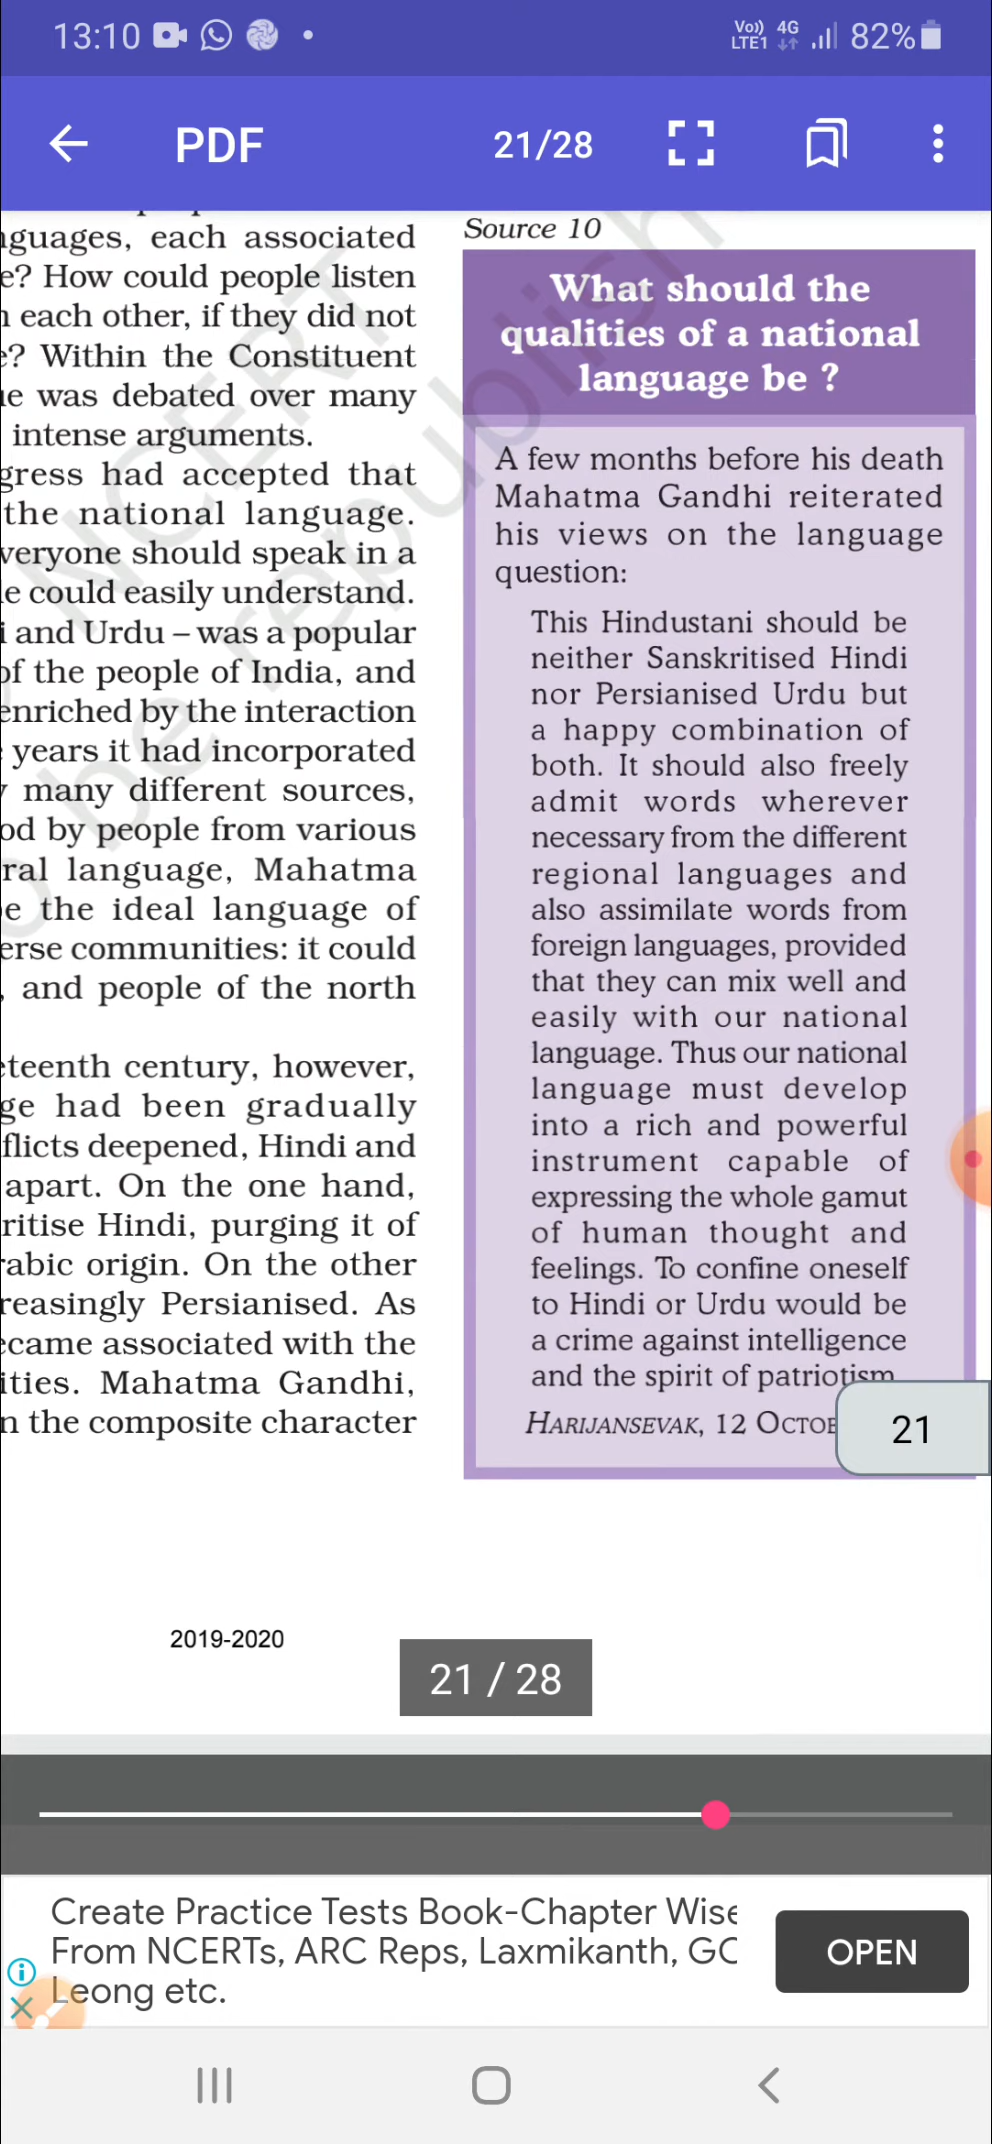 13:10
Vo)) 4G
LTE1
82%
PDF
21/28
guages, each associated
e? How could people listen
each other, if they did not
e? Within the Constituent
ue was debated over many
intense arguments.
gress had accepted that
the national language.
veryone should speak in a
le could easily understand.
i and Urdu – was a popular
of the people of India, and
enriched by the interaction
years it had incorporated
many different sources,
od by people from various
ral language, Mahatma
be the ideal language of
erse communities: it could
, and people of the north
eteenth century, however,
ge had been gradually
flicts deepened, Hindi and
apart. On the one hand,
ritise Hindi, purging it of
rabic origin. On the other
reasingly Persianised. As
ecame associated with the
ities. Mahatma Gandhi,
n the composite character
Source 10
What should the
qualities of a national
language be ?
A few months before his death
Mahatma Gandhi reiterated
his views on the language
question:
This Hindustani should be
neither Sanskritised Hindi
nor Persianised Urdu but
a happy combination of
both. It should also freely
admit words wherever
necessary from the different
regional languages and
also assimilate words from
foreign languages, provided
that they can mix well and
easily with our national
language. Thus our national
language must develop
into a rich and powerful
instrument capable of
expressing the whole gamut
of human thought and
feelings. To confine oneself
to Hindi or Urdu would be
a crime against intelligence
and the spirit of patriotism
HARIJANSEVAK, 12 OCTOB
21
NCERT
be republish
2019-2020
21 / 28
Create Practice Tests Book-Chapter Wise
From NCERTs, ARC Reps, Laxmikanth, GC
Leong etc.
OPEN